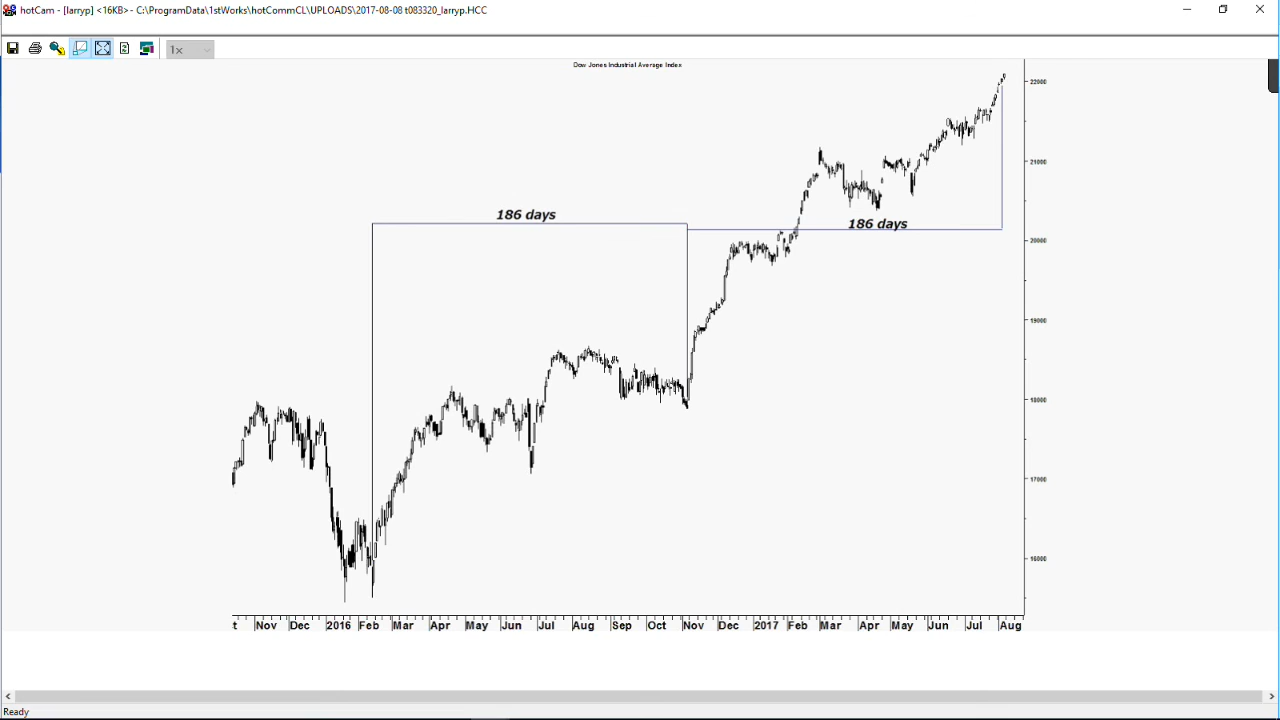 hotCam - [larryp] <16KB> - C:\ProgramData\1stWorks\hotCommCL\UPLOADS\2017-08-08 t083320_larryp.HCC
1x
Dow Jones Industrial Average Index
22000
21000
186 days
186 days
20000
19000
18000
17000
16000
t Nov Dec 2016 Feb Mar Apr May Jun Jul Aug Sep Oct Nov Dec 2017 Feb Mar Apr May Jun Jul Aug
Ready